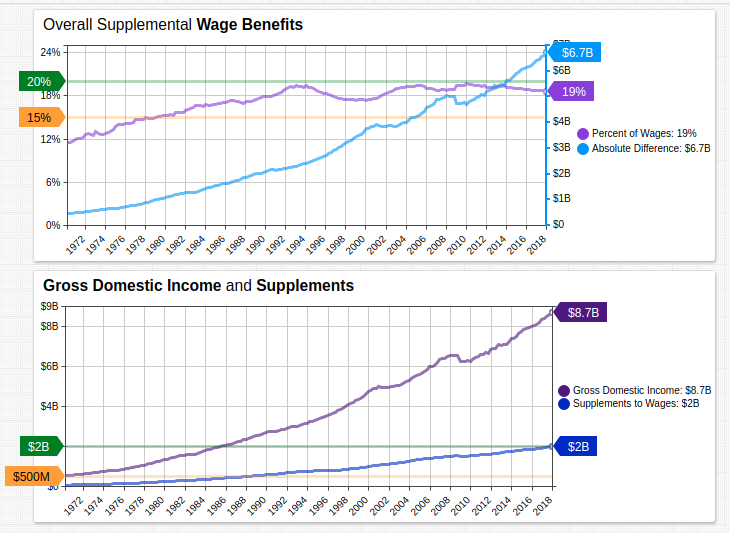 Overall Supplemental Wage Benefits
24%
20%
18%
15%
12%
6%
0%
$6.7B
$6B
19%
$4B
$3B
$2B
$1B
$0
Percent of Wages: 19%
Absolute Difference: $6.7B
1972 1974 1976 1978 1980 1982 1984 1986 1988 1990 1992 1994 1996 1998 2000 2002 2004 2006 2008 2010 2012 2014 2016 2018
Gross Domestic Income and Supplements
$9B
$8B
$6B
$4B
$2B
$500M
$0
$8.7B
$2B
Gross Domestic Income: $8.7B
Supplements to Wages: $2B
1972 1974 1976 1978 1980 1982 1984 1986 1988 1990 1992 1994 1996 1998 2000 2002 2004 2006 2008 2010 2012 2014 2016 2018